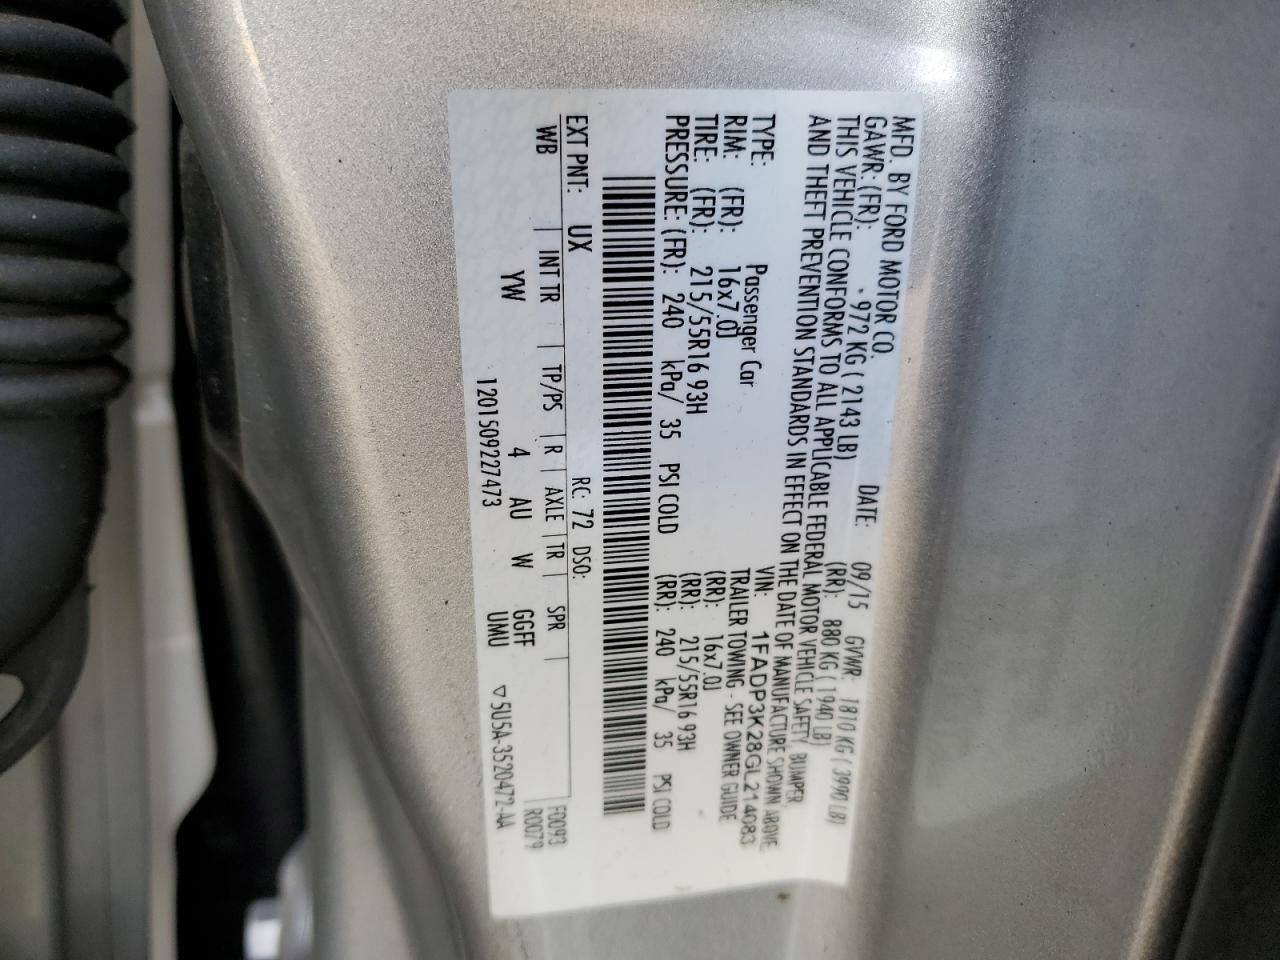 MFD. BY FORD MOTOR CO.
DATE: 09/15 GVWR: 1810 KG ( 3990 LB)
GAWR: (FR): 972 KG ( 2143 LB) (RR): 880 KG ( 1940 LB)
THIS VEHICLE CONFORMS TO ALL APPLICABLE FEDERAL MOTOR VEHICLE SAFETY, BUMPER,
AND THEFT PREVENTION STANDARDS IN EFFECT ON THE DATE OF MANUFACTURE SHOWN ABOVE.
VIN: 1FADP3K28GL214083
TYPE: Passenger Car TRAILER TOWING - SEE OWNER GUIDE
RIM: (FR): 16x7.0J (RR): 16x7.0J
TIRE: (FR): 215/55R16 93H (RR): 215/55R16 93H
PRESSURE: (FR): 240 kPa/ 35 PSI COLD (RR): 240 kPa/ 35 PSI COLD
EXT PNT: UX RC: 72 DSO: F0093
WB INT TR TP/PS R AXLE TR SPR R0079
YW 4 AU W GGFF
UMU
1201509227473 ▽5U5A-3520472-AA